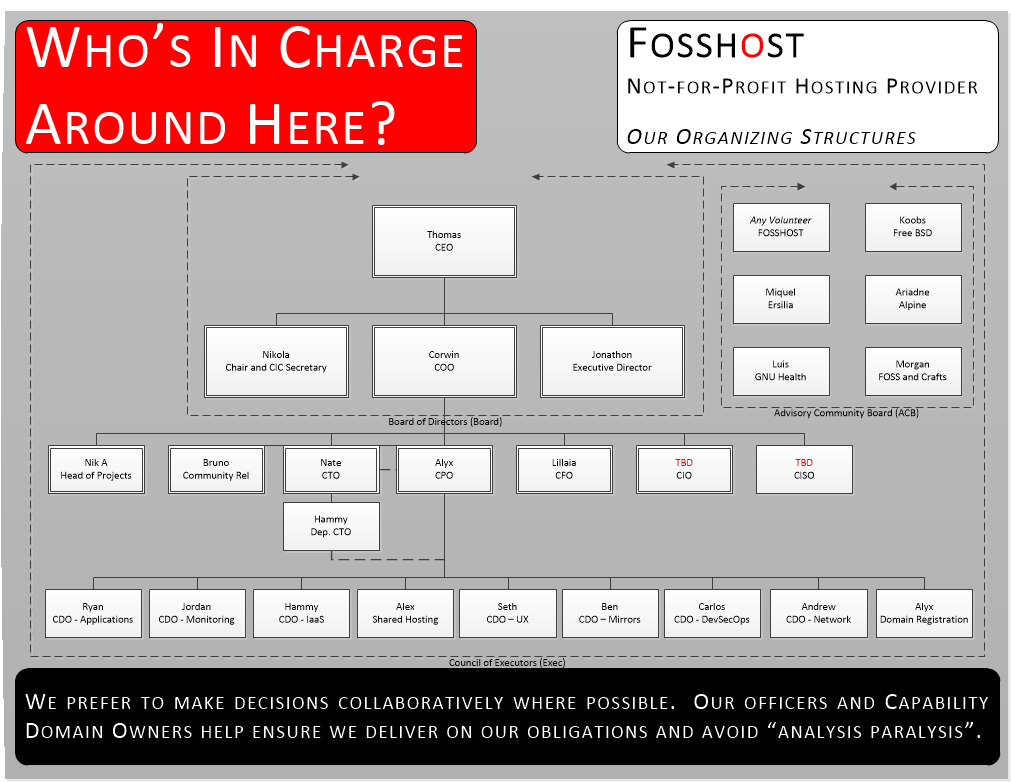 WHO'S IN CHARGE
AROUND HERE?
FOSSHOST
NOT-FOR-PROFIT HOSTING PROVIDER
OUR ORGANIZING STRUCTURES
Thomas
CEO
Nikola
Chair and CIC Secretary
Corwin
COO
Jonathon
Executive Director
Board of Directors (Board)
Any Volunteer
FOSSHOST
Koobs
Free BSD
Miquel
Ersilia
Ariadne
Alpine
Luis
GNU Health
Morgan
FOSS and Crafts
Advisory Community Board (ACB)
Nik A
Head of Projects
Bruno
Community Rel
Nate
CTO
Alyx
CPO
Lillaia
CFO
TBD
CIO
TBD
CISO
Hammy
Dep. CTO
Ryan
CDO - Applications
Jordan
CDO - Monitoring
Hammy
CDO - IaaS
Alex
Shared Hosting
Seth
CDO – UX
Ben
CDO – Mirrors
Carlos
CDO - DevSecOps
Andrew
CDO - Network
Alyx
Domain Registration
Council of Executors (Exec)
WE PREFER TO MAKE DECISIONS COLLABORATIVELY WHERE POSSIBLE. OUR OFFICERS AND CAPABILITY
DOMAIN OWNERS HELP ENSURE WE DELIVER ON OUR OBLIGATIONS AND AVOID “ANALYSIS PARALYSIS”.